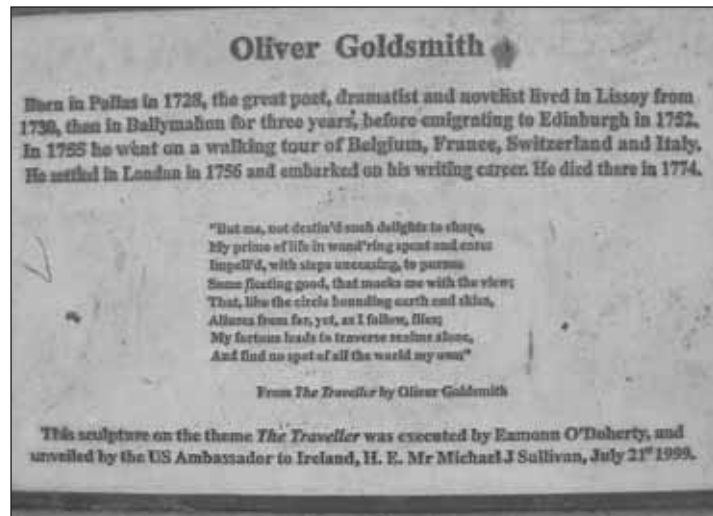 Oliver Goldsmith
Born in Pallas in 1728, the great poet, dramatist and novelist lived in Lissoy from
1730, then in Ballymahon for three years, before emigrating to Edinburgh in 1752.
In 1755 he went on a walking tour of Belgium, France, Switzerland and Italy.
He settled in London in 1756 and embarked on his writing career. He died there in 1774.
"But me, not destin'd such delights to share,
My prime of life in wand'ring spent and cares
Impell'd, with steps unceasing, to pursue
Some fleeting good, that mocks me with the view;
That, like the circle bounding earth and skies,
Allures from far, yet, as I follow, flies;
My fortune leads to traverse realms alone,
And find no spot of all the world my own"
From The Traveller by Oliver Goldsmith
This sculpture on the theme The Traveller was executed by Eamonn O'Doherty, and
unveiled by the US Ambassador to Ireland, H. E. Mr Michael J Sullivan, July 21st 1999.